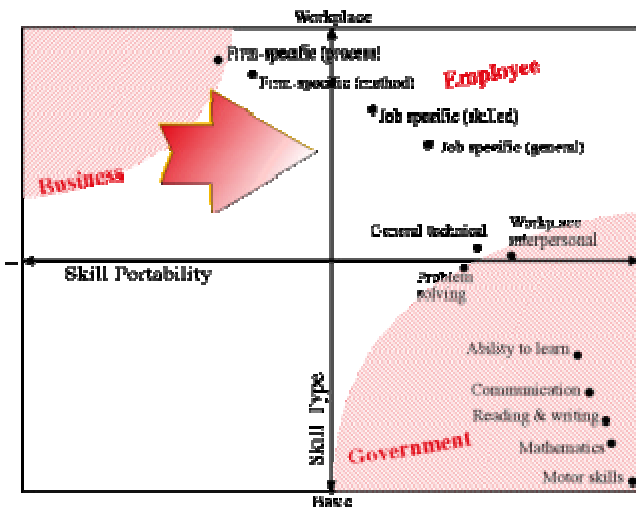 Workplace
Firm-specific (process)
Firm-specific (method)
Employee
Job specific (skilled)
Job specific (general)
Business
General technical
Workplace
interpersonal
Skill Portability
Problem
solving
Ability to learn
Communication
Reading & writing
Mathematics
Motor skills
Skill Type
Government
Basic